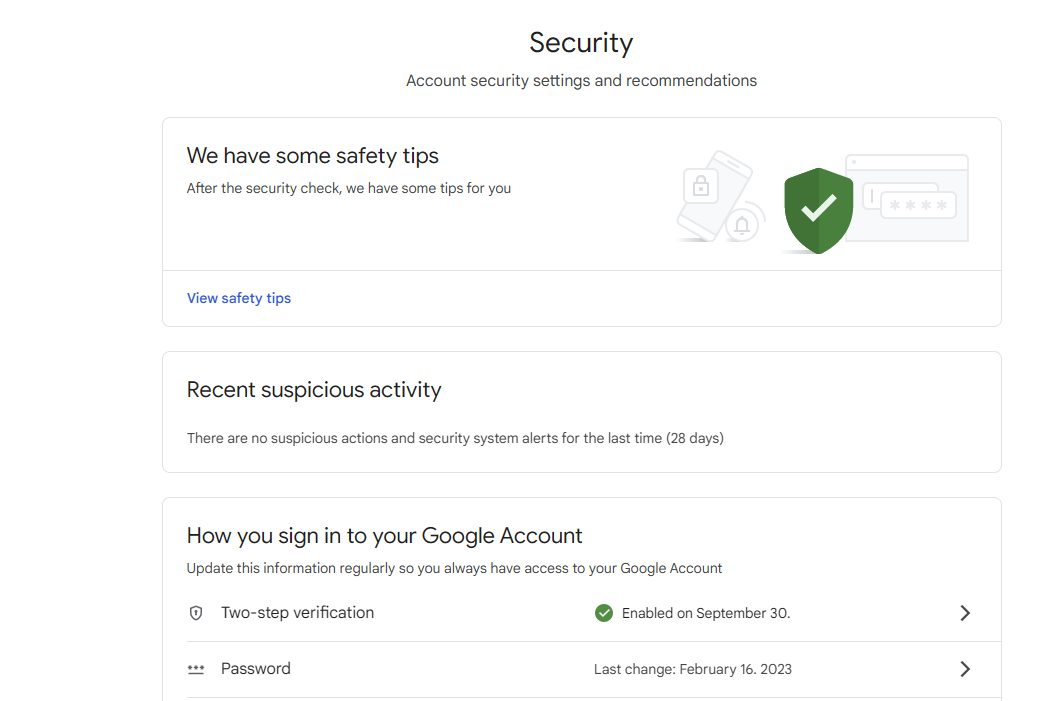 Security
Account security settings and recommendations
We have some safety tips
After the security check, we have some tips for you
****
View safety tips
Recent suspicious activity
There are no suspicious actions and security system alerts for the last time (28 days)
How you sign in to your Google Account
Update this information regularly so you always have access to your Google Account
Two-step verification
Enabled on September 30.
Password
Last change: February 16. 2023